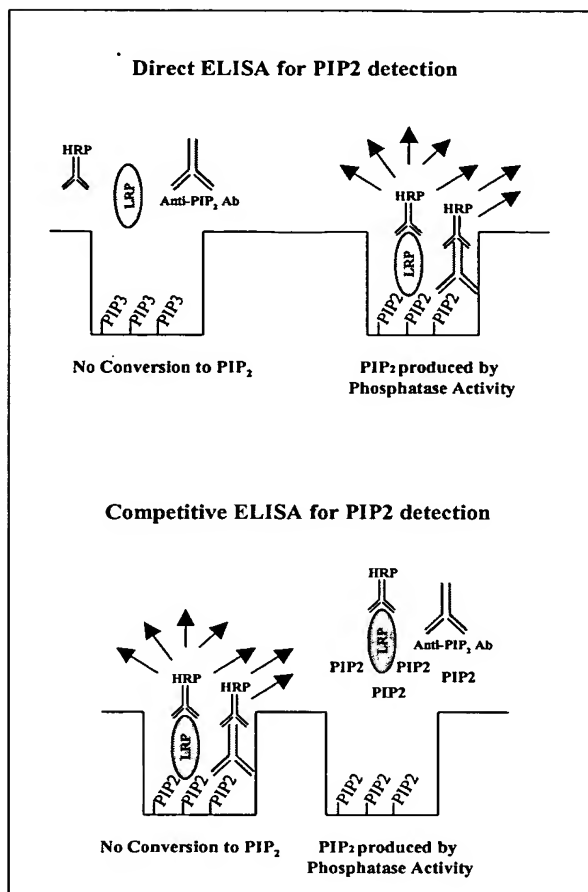 Direct ELISA for PIP2 detection
HRP
LRP
Anti-PIP₂ Ab
HRP
HRP
LRP
PIP3 PIP3 PIP3
PIP2 PIP2 PIP2
No Conversion to PIP₂
PIP₂ produced by
Phosphatase Activity
Competitive ELISA for PIP2 detection
HRP
LRP
Anti-PIP₂ Ab
PIP2 PIP2 PIP2
PIP2
HRP
HRP
LRP
PIP2 PIP2 PIP2
PIP2 PIP2 PIP2
No Conversion to PIP₂
PIP₂ produced by
Phosphatase Activity